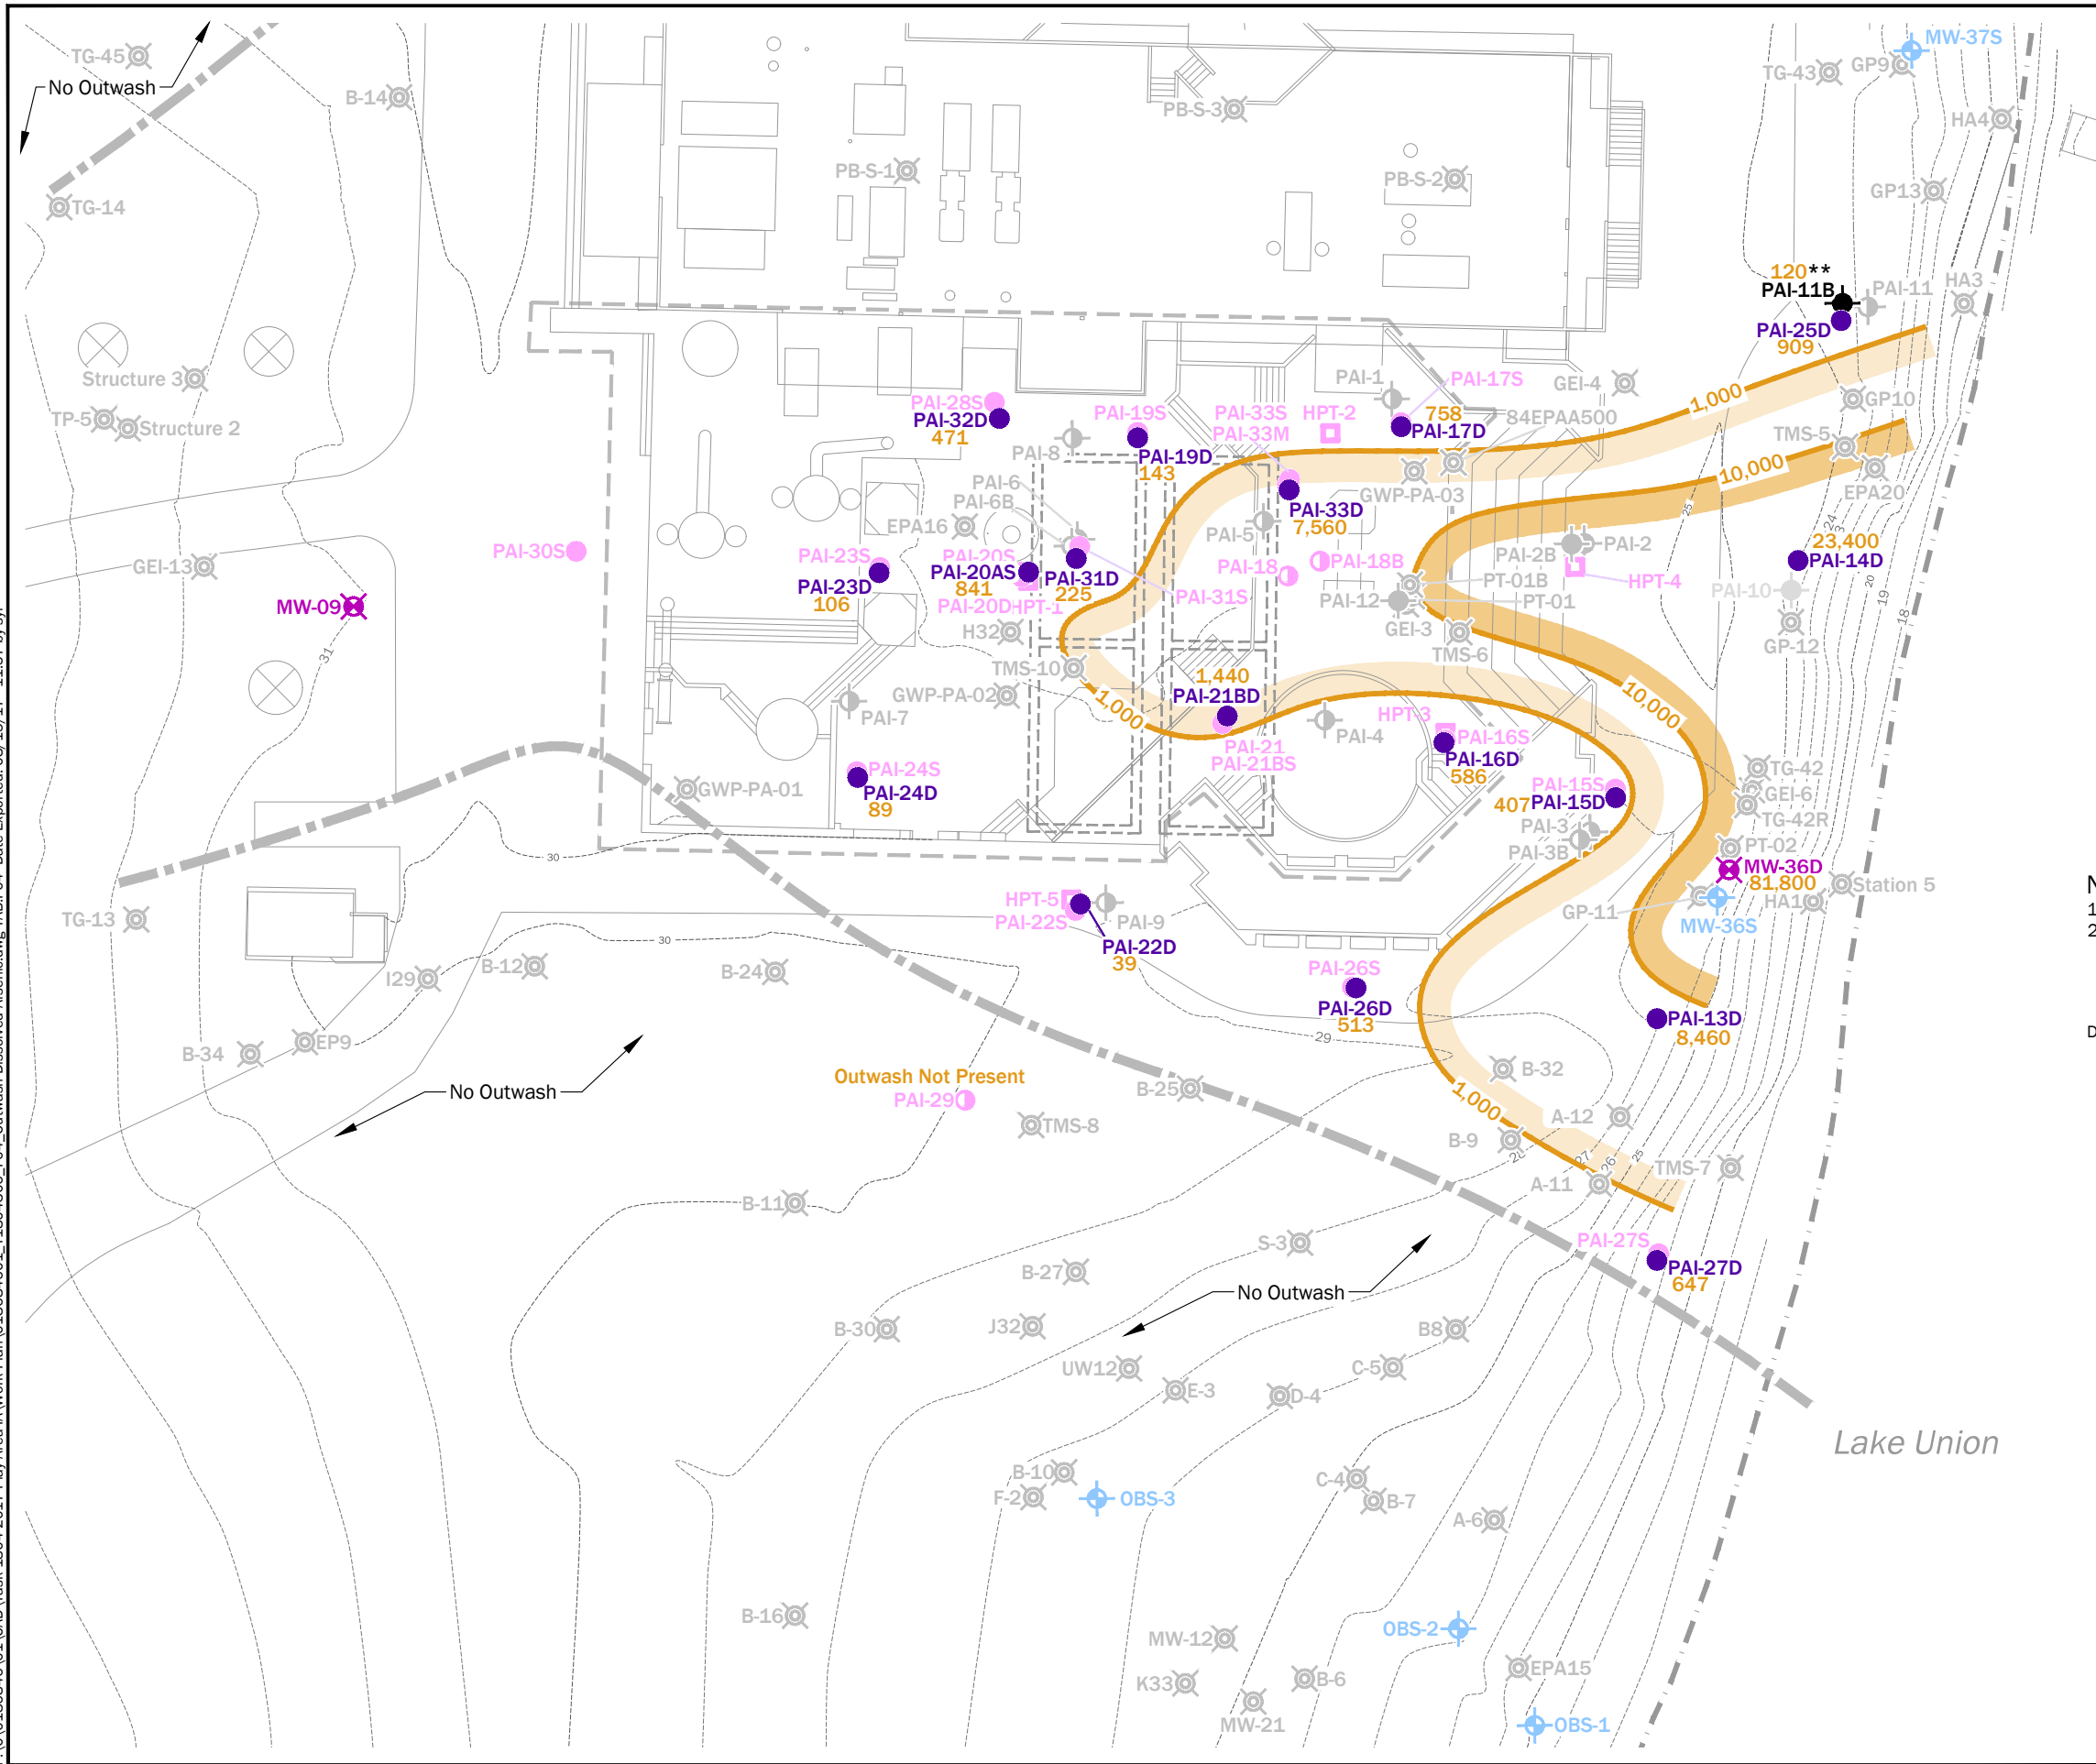 MW-37S
TG-45
No Outwash
TG-43
GP9
B-14
PB-S-3
HA4
PB-S-1
PB-S-2
GP13
TG-14
120**
PAI-11B
PAI-11
HA3
PAI-25D
909
Structure 3
PAI-1
PAI-17S
GEI-4
1,000
GP10
PAI-28S
PAI-32D
471
PAI-19S
PAI-33S
PAI-33M
HPT-2
758
PAI-17D
84EPAA500
TP-5
Structure 2
PAI-8
PAI-19D
143
TMS-5
10,000
EPA20
PAI-6
PAI-6B
GWP-PA-03
PAI-33D
7,560
25
24
EPA16
PAI-5
PAI-2B
PAI-2
23,400
PAI-14D
PAI-30S
PAI-23S
PAI-20S
PAI-20AS
841
PAI-31D
225
PAI-18
PAI-18B
GEI-13
PAI-23D
106
PT-01B
HPT-4
20
PAI-10
19
MW-09
PAI-20D
HPT-1
PAI-31S
PAI-12
PT-01
18
H32
GEI-3
GP-12
31
TMS-10
TMS-6
GWP-PA-02
1,440
PAI-21BD
1,000
10,000
PAI-7
HPT-3
PAI-4
PAI-16S
PAI-21
PAI-21BS
PAI-16D
586
TG-42
PAI-24S
PAI-24D
89
GWP-PA-01
PAI-15S
407
PAI-15D
GEI-6
TG-42R
PAI-3
PAI-3B
PT-02
30
MW-36D
81,800
Station 5
HPT-5
PAI-22S
PAI-9
GP-11
HA1
MW-36S
TG-13
30
PAI-22D
39
B-12
B-24
I29
PAI-26S
PAI-26D
513
PAI-13D
8,460
29
EP9
B-34
No Outwash
Outwash Not Present
PAI-29
B-25
B-32
1,000
TMS-8
A-12
B-9
27
26
25
TMS-7
A-11
B-11
S-3
PAI-27S
PAI-27D
647
B-27
No Outwash
B-30
J32
B8
UW12
C-5
E-3
D-4
Lake Union
B-10
F-2
OBS-3
C-4
B-7
A-6
B-16
MW-12
OBS-2
K33
B-6
EPA15
MW-21
OBS-1